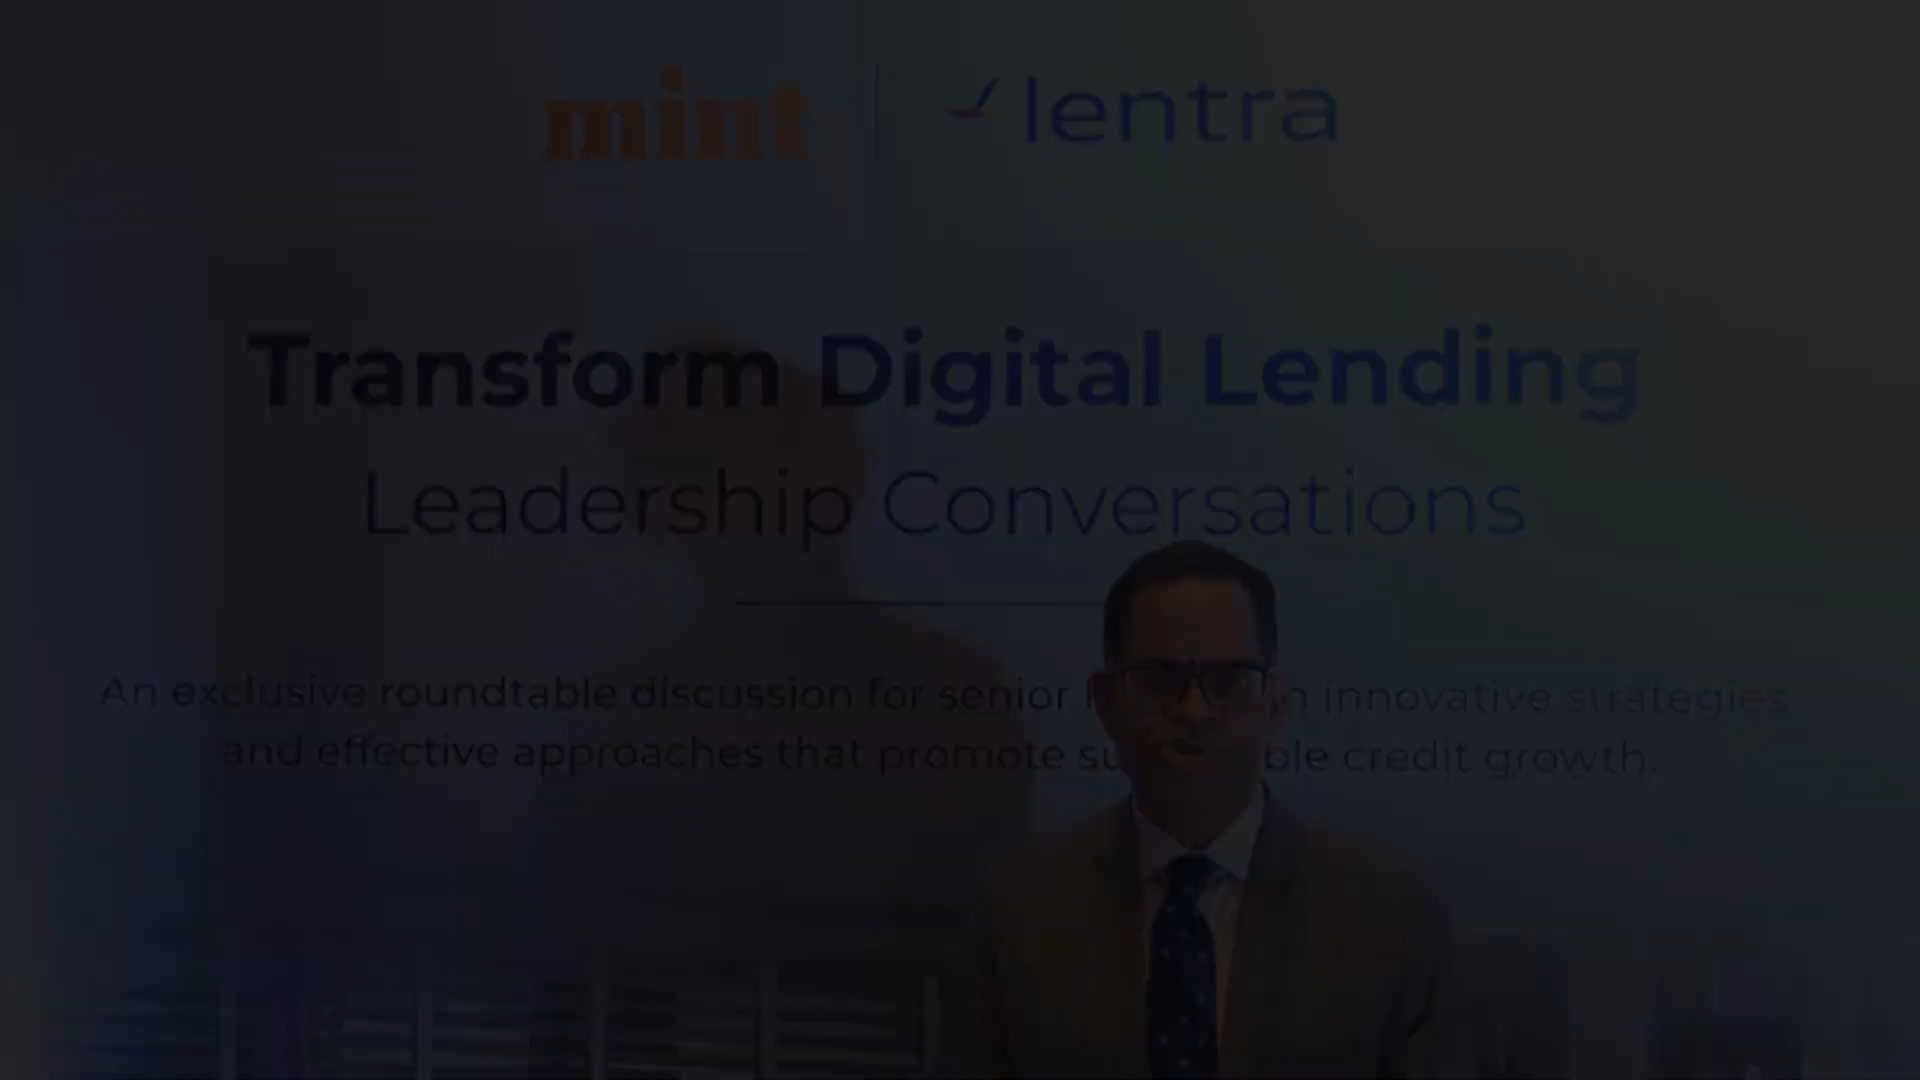 mint lentra
Transform Digital Lending
Leadership Conversations
An exclusive roundtable discussion for senior innovative strategies
and effective approaches that promote credit growth.